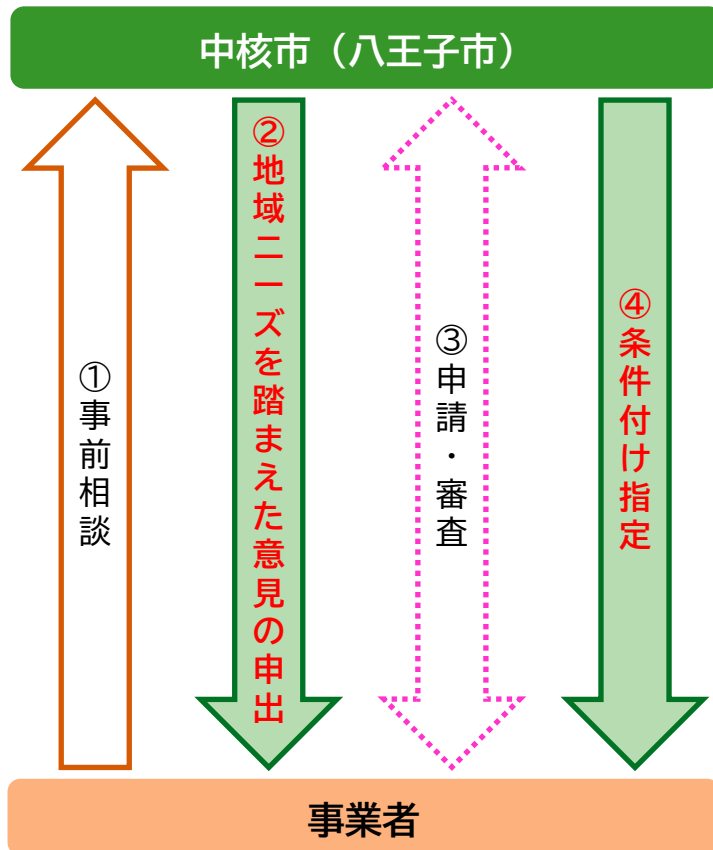 中核市（八王子市）
①事前相談
②地域ニーズを踏まえた意見の申出
③申請・審査
④条件付け指定
事業者